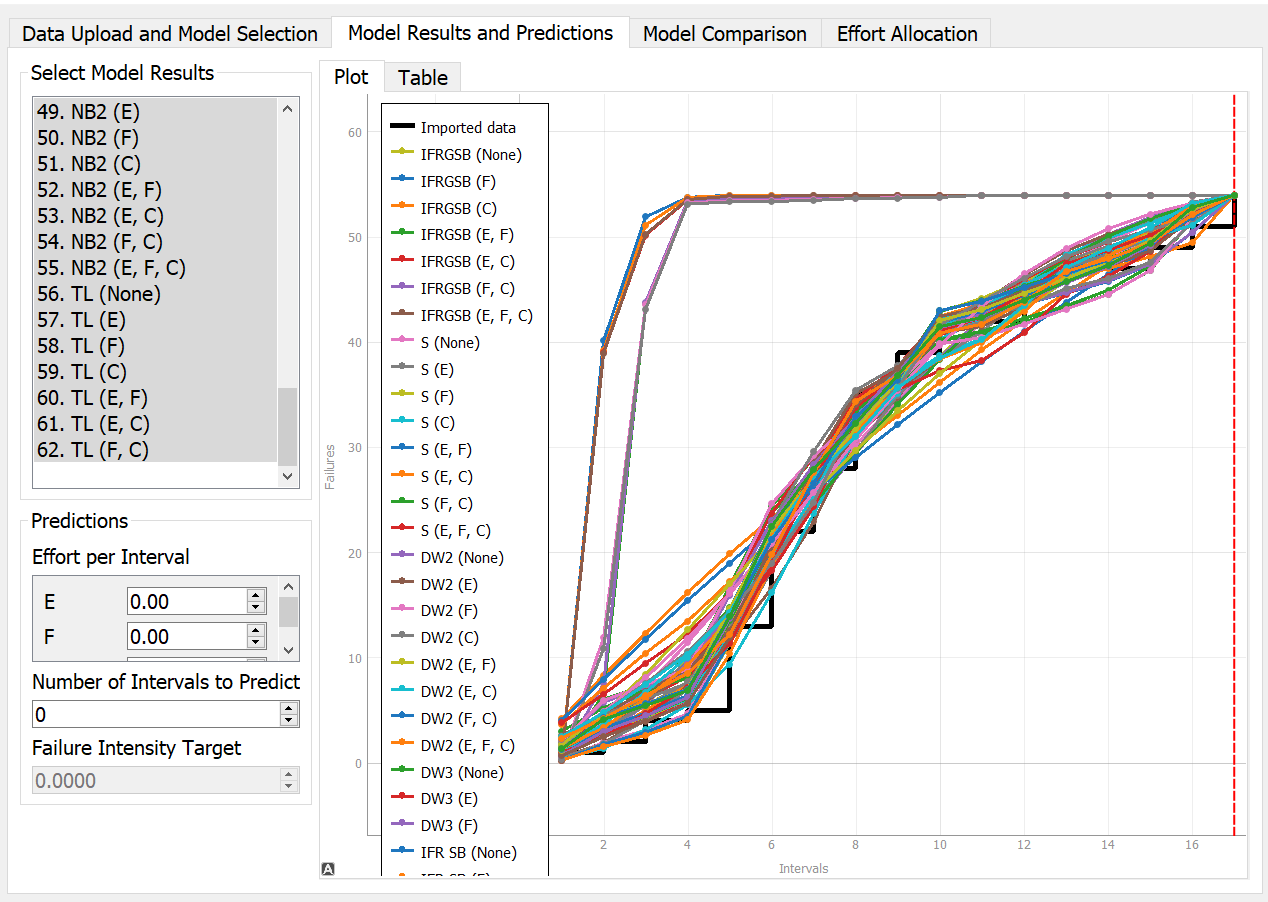 Data Upload and Model Selection
Model Results and Predictions
Model Comparison
Effort Allocation
Select Model Results
49. NB2 (E)
50. NB2 (F)
51. NB2 (C)
52. NB2 (E, F)
53. NB2 (E, C)
54. NB2 (F, C)
55. NB2 (E, F, C)
56. TL (None)
57. TL (E)
58. TL (F)
59. TL (C)
60. TL (E, F)
61. TL (E, C)
62. TL (F, C)
Predictions
Effort per Interval
E
0.00
F
0.00
Number of Intervals to Predict
0
Failure Intensity Target
0.0000
Plot
Table
60
50
40
30
20
10
0
Failures
Imported data
IFRGSB (None)
IFRGSB (F)
IFRGSB (C)
IFRGSB (E, F)
IFRGSB (E, C)
IFRGSB (F, C)
IFRGSB (E, F, C)
S (None)
S (E)
S (F)
S (C)
S (E, F)
S (E, C)
S (F, C)
S (E, F, C)
DW2 (None)
DW2 (E)
DW2 (F)
DW2 (C)
DW2 (E, F)
DW2 (E, C)
DW2 (F, C)
DW2 (E, F, C)
DW3 (None)
DW3 (E)
DW3 (F)
IFR SB (None)
IFR SB (E)
2
4
6
8
10
12
14
16
Intervals
A